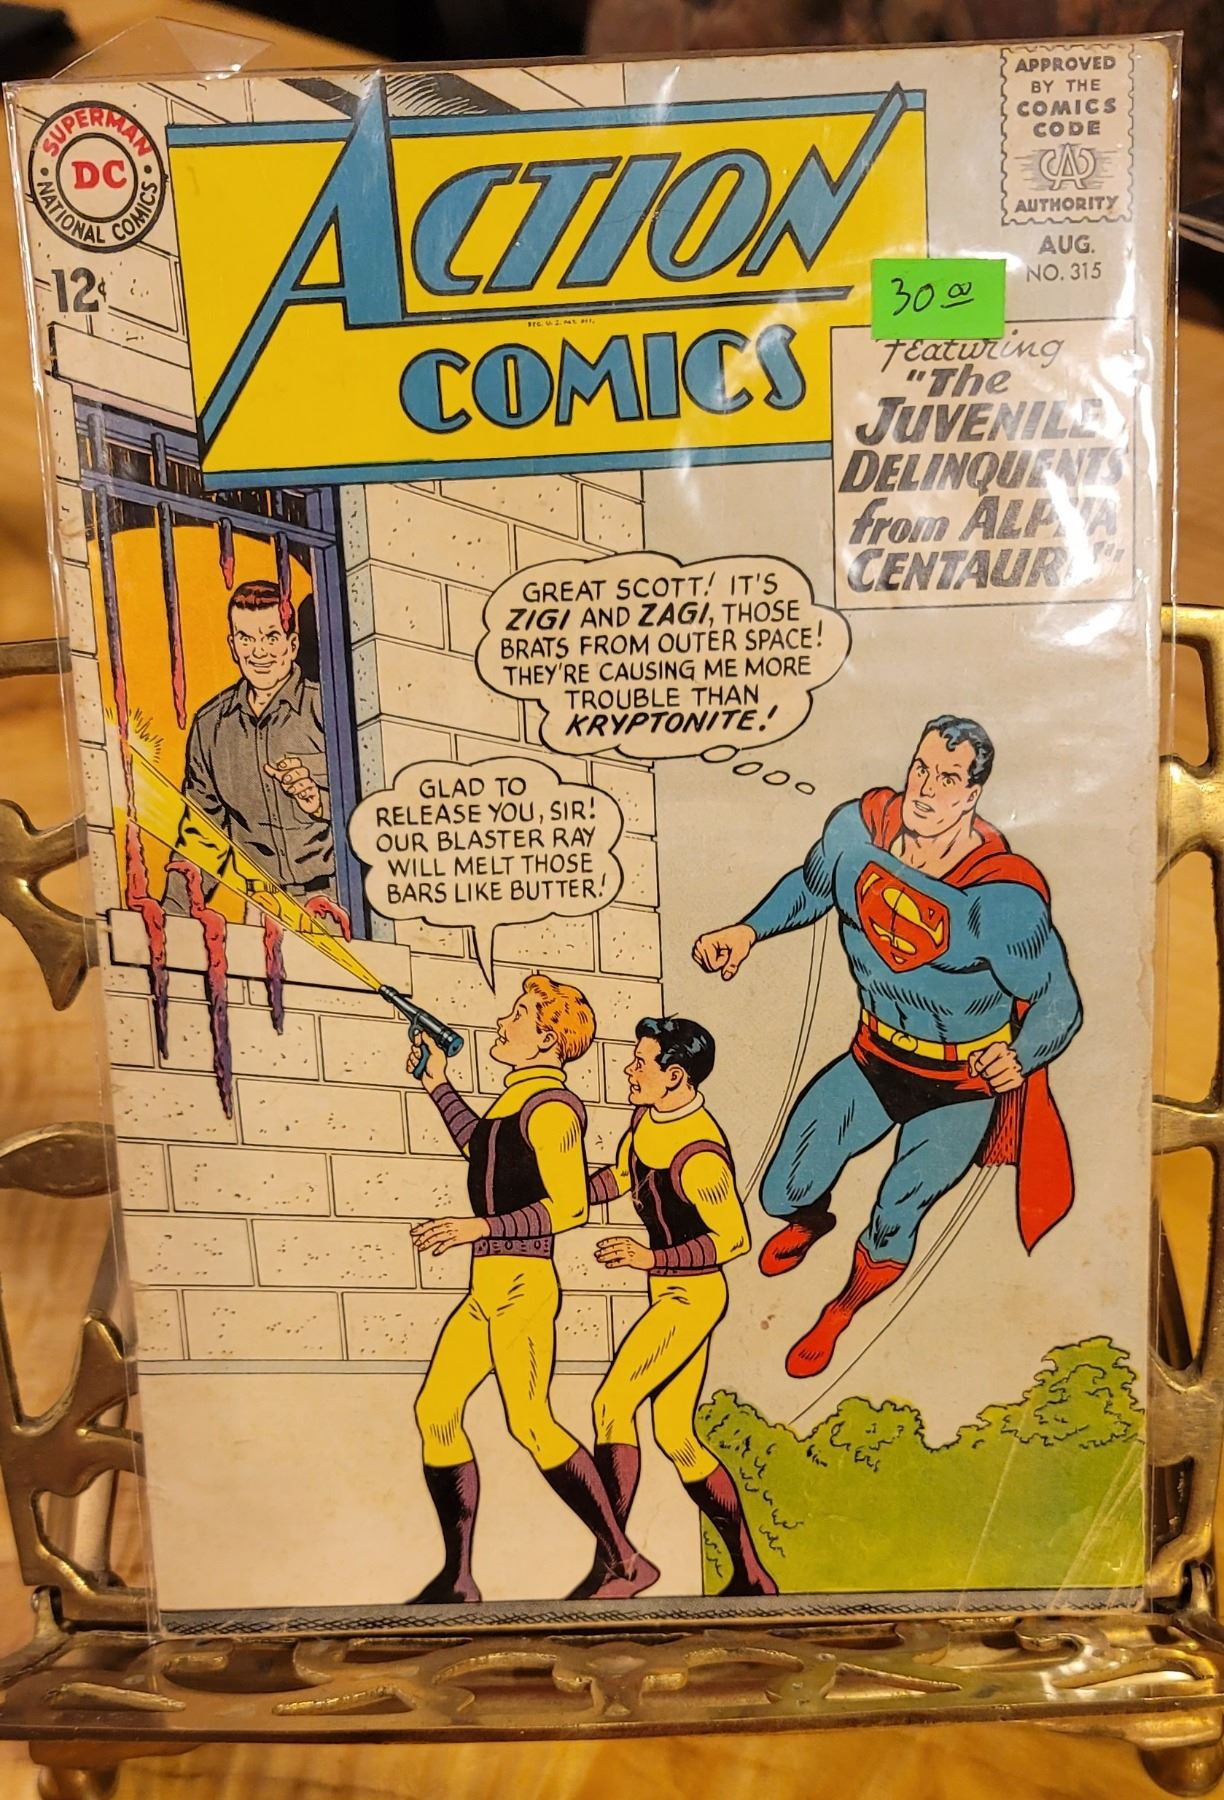 SUPERMAN
DC
NATIONAL COMICS
12¢
ACTION
COMICS
APPROVED
BY THE
COMICS
CODE
CA
AUTHORITY
AUG.
NO. 315
30.00
featuring
"The
JUVENILE
DELINQUENTS
from ALPHA
CENTAURI"
GREAT SCOTT! IT'S
ZIGI AND ZAGI, THOSE
BRATS FROM OUTER SPACE!
THEY'RE CAUSING ME MORE
TROUBLE THAN
KRYPTONITE!
GLAD TO
RELEASE YOU, SIR!
OUR BLASTER RAY
WILL MELT THOSE
BARS LIKE BUTTER!
S